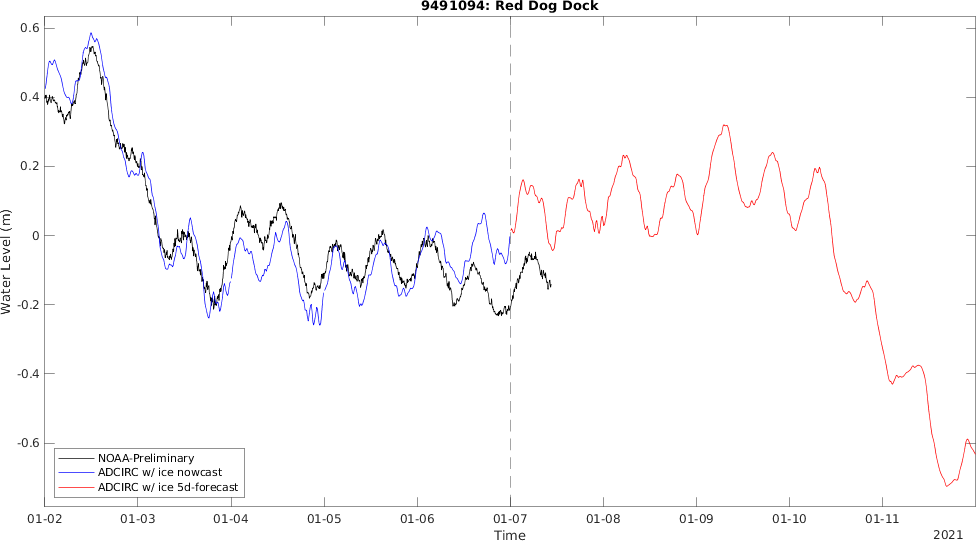 9491094: Red Dog Dock
Water Level (m)
0.6
0.4
0.2
0
-0.2
-0.4
-0.6
NOAA-Preliminary
ADCIRC w/ ice nowcast
ADCIRC w/ ice 5d-forecast
01-02 01-03 01-04 01-05 01-06 01-07 01-08 01-09 01-10 01-11
Time
2021